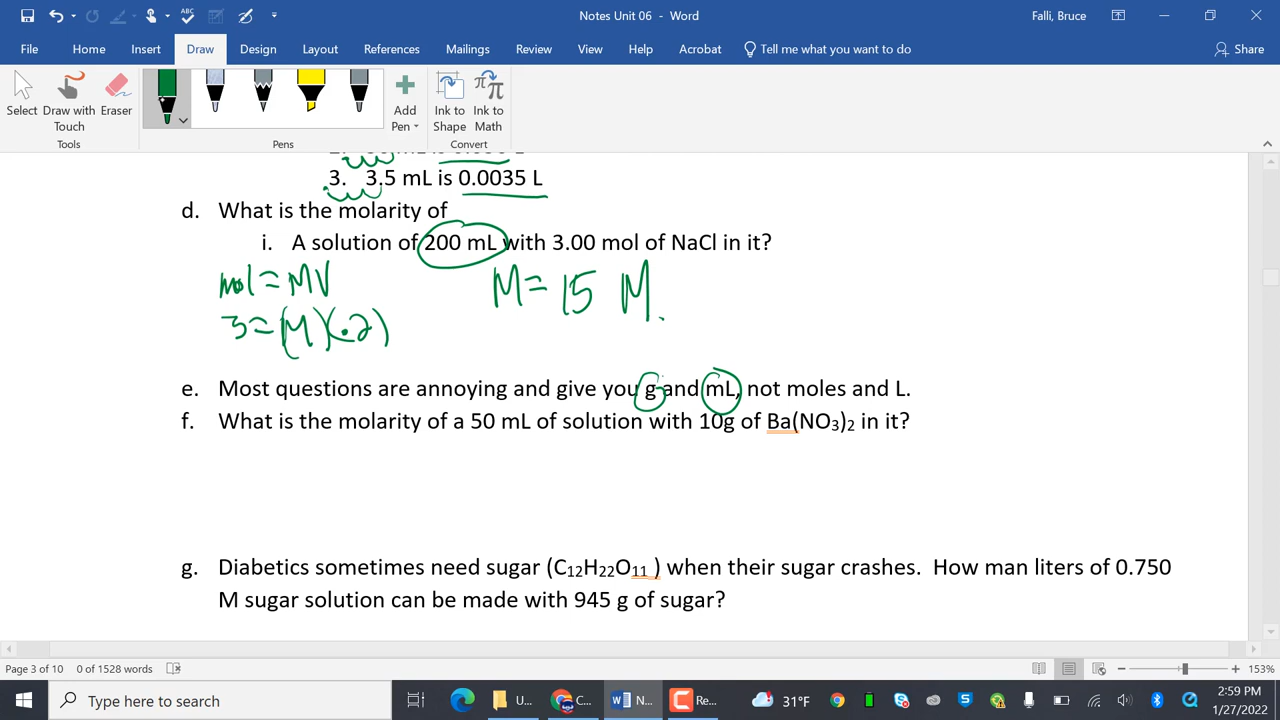 Notes Unit 06 - Word
Falli, Bruce
File Home Insert Draw Design Layout References Mailings Review View Help Acrobat Tell me what you want to do Share
Select Draw with Touch Eraser Add Pen Ink to Shape Ink to Math
Tools Pens Convert
3. 3.5 mL is 0.0035 L
d. What is the molarity of
i. A solution of 200 mL with 3.00 mol of NaCl in it?
mol = MV M = 15 M.
3 = (M)(.2)
e. Most questions are annoying and give you g and mL, not moles and L.
f. What is the molarity of a 50 mL of solution with 10g of Ba(NO3)2 in it?
g. Diabetics sometimes need sugar (C12H22O11 ) when their sugar crashes. How man liters of 0.750
M sugar solution can be made with 945 g of sugar?
Page 3 of 10 0 of 1528 words 153%
Type here to search U... C... N... Re... 31°F 2:59 PM
1/27/2022